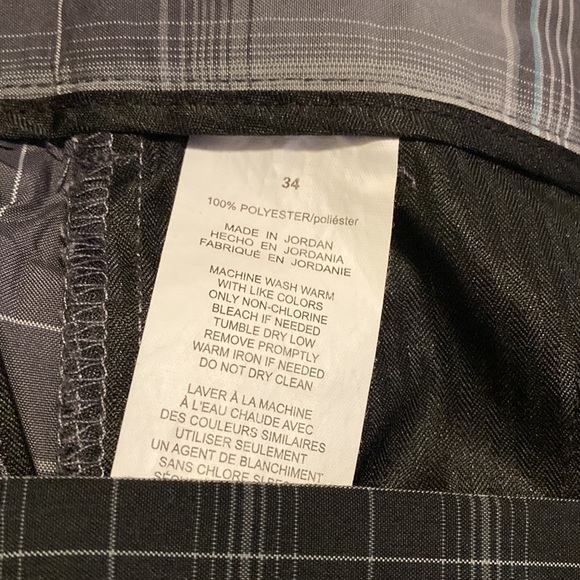 34
100% POLYESTER/poliéster
MADE IN JORDAN
HECHO EN JORDANIA
FABRIQUÉ EN JORDANIE
MACHINE WASH WARM
WITH LIKE COLORS
ONLY NON-CHLORINE
BLEACH IF NEEDED
TUMBLE DRY LOW
REMOVE PROMPTLY
WARM IRON IF NEEDED
DO NOT DRY CLEAN
LAVER À LA MACHINE
À L'EAU CHAUDE AVEC
DES COULEURS SIMILAIRES
UTILISER SEULEMENT
UN AGENT DE BLANCHIMENT
SANS CHLORE SI